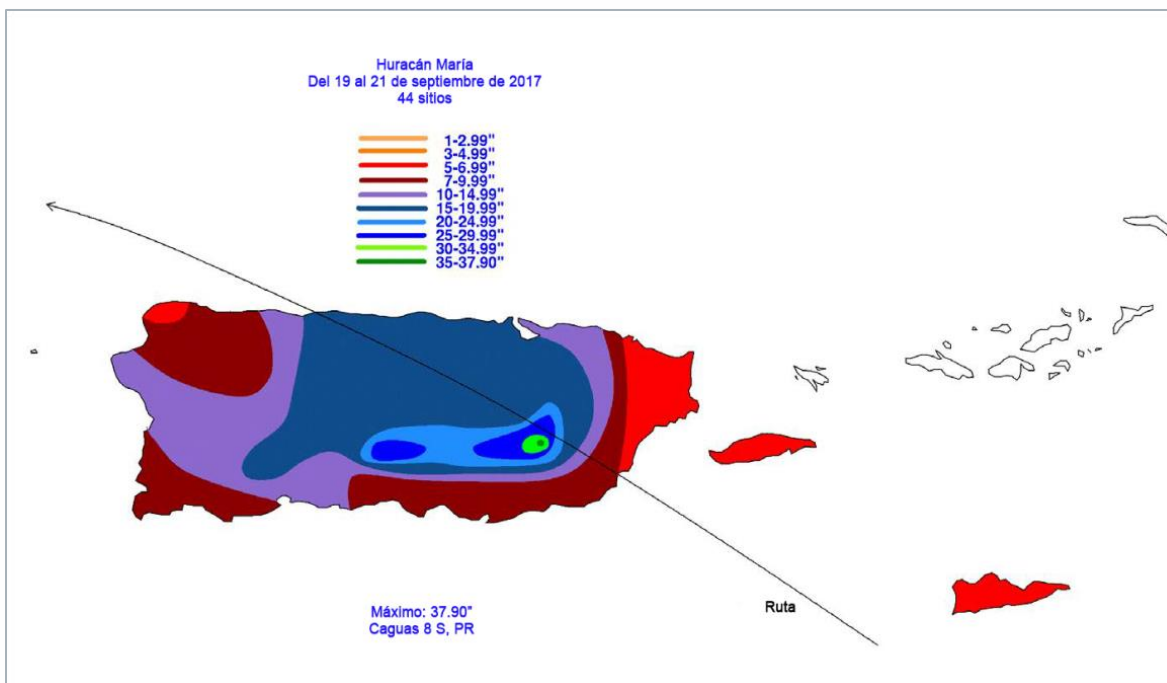 Huracán María
Del 19 al 21 de septiembre de 2017
44 sitios
1-2.99"
3-4.99"
5-6.99"
7-9.99"
10-14.99"
15-19.99"
20-24.99"
25-29.99"
30-34.99"
35-37.90"
Ruta
Máximo: 37.90"
Caguas 8 S, PR